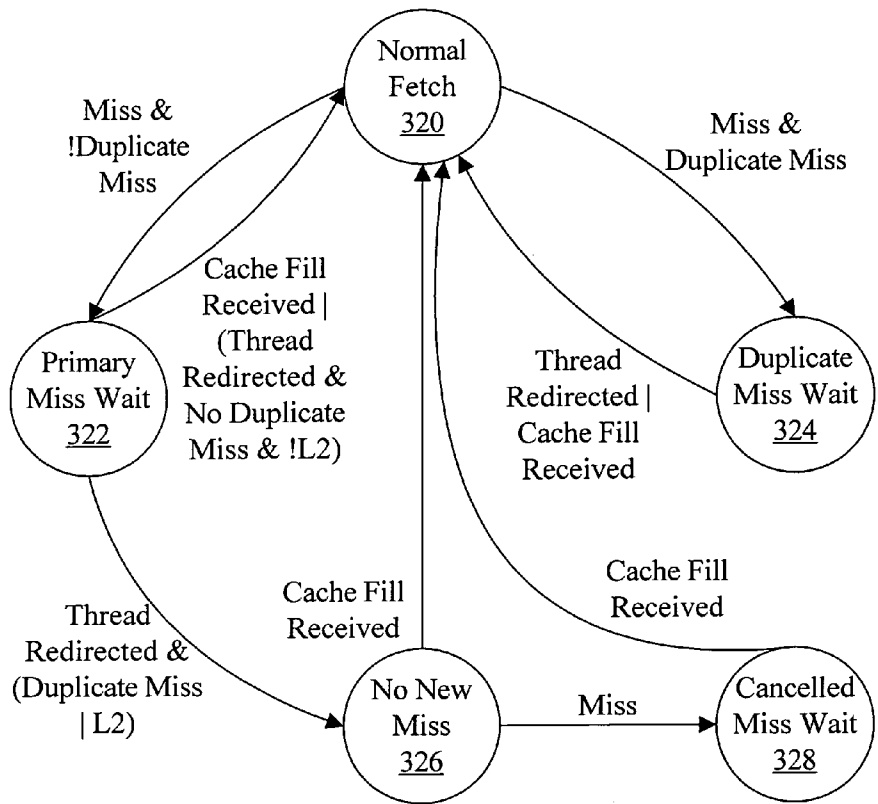 Normal
Fetch
320
Miss &
!Duplicate
Miss
Miss &
Duplicate Miss
Cache Fill
Received |
(Thread
Redirected &
No Duplicate
Miss & !L2)
Primary
Miss Wait
322
Thread
Redirected |
Cache Fill
Received
Duplicate
Miss Wait
324
Thread
Redirected &
(Duplicate Miss
| L2)
Cache Fill
Received
Cache Fill
Received
No New
Miss
326
Miss
Cancelled
Miss Wait
328